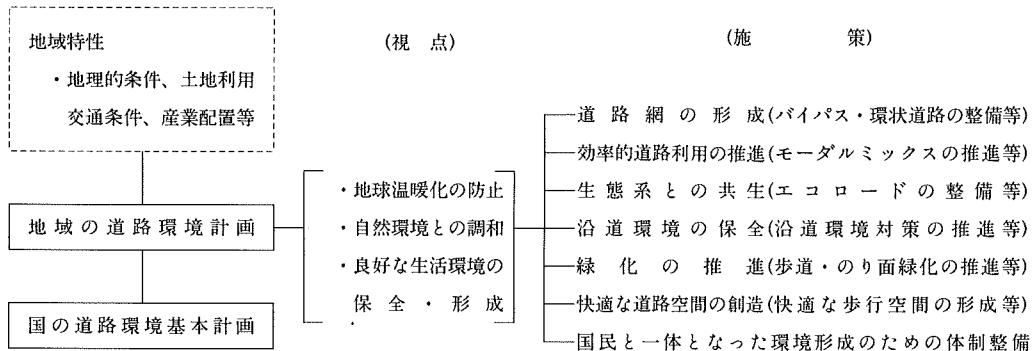 地域特性
・地理的条件、土地利用
交通条件、産業配置等
地域の道路環境計画
国の道路環境基本計画
(視 点)
・地球温暖化の防止
・自然環境との調和
・良好な生活環境の
保全・形成
(施 策)
道路網の形成(バイパス・環状道路の整備等)
効率的道路利用の推進(モーダルミックスの推進等)
生態系との共生(エコロードの整備等)
沿道環境の保全(沿道環境対策の推進等)
緑化の推進(歩道・のり面緑化の推進等)
快適な道路空間の創造(快適な歩行空間の形成等)
国民と一体となった環境形成のための体制整備